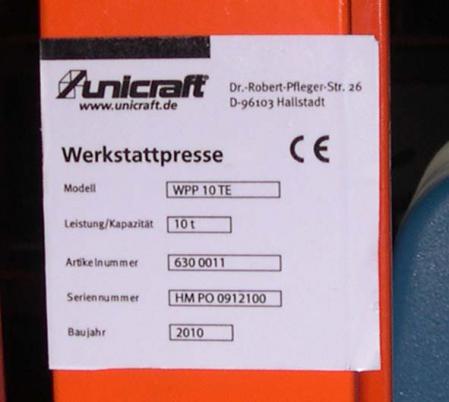 unicraft®
www.unicraft.de
Dr.-Robert-Pfleger-Str. 26
D-96103 Hallstadt
Werkstattpresse CE
Modell WPP 10 TE
Leistung/Kapazität 10 t
Artikelnummer 630 0011
Seriennummer HM PO 0912100
Baujahr 2010